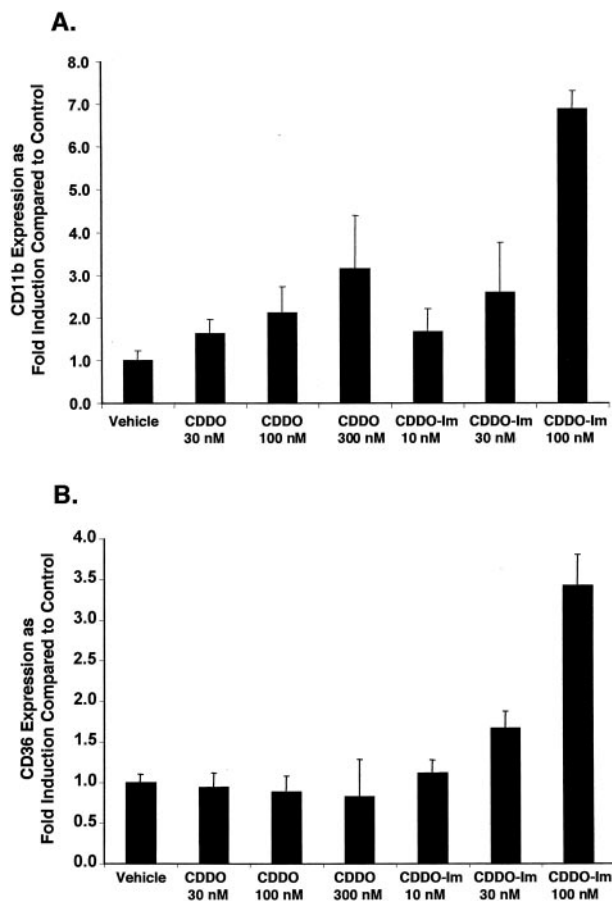 A.
CD11b Expression as
Fold Induction Compared to Control
8.0
7.0
6.0
5.0
4.0
3.0
2.0
1.0
0.0
Vehicle
CDDO
30 nM
CDDO
100 nM
CDDO
300 nM
CDDO-Im
10 nM
CDDO-Im
30 nM
CDDO-Im
100 nM
B.
CD36 Expression as
Fold Induction Compared to Control
4.0
3.5
3.0
2.5
2.0
1.5
1.0
0.5
0.0
Vehicle
CDDO
30 nM
CDDO
100 nM
CDDO
300 nM
CDDO-Im
10 nM
CDDO-Im
30 nM
CDDO-Im
100 nM